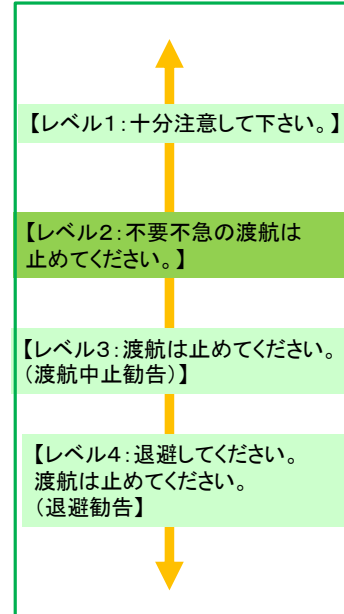 【レベル１：十分注意して下さい。】
【レベル２：不要不急の渡航は
止めてください。】
【レベル３：渡航は止めてください。
（渡航中止勧告）】
【レベル４：退避してください。
渡航は止めてください。
（退避勧告】